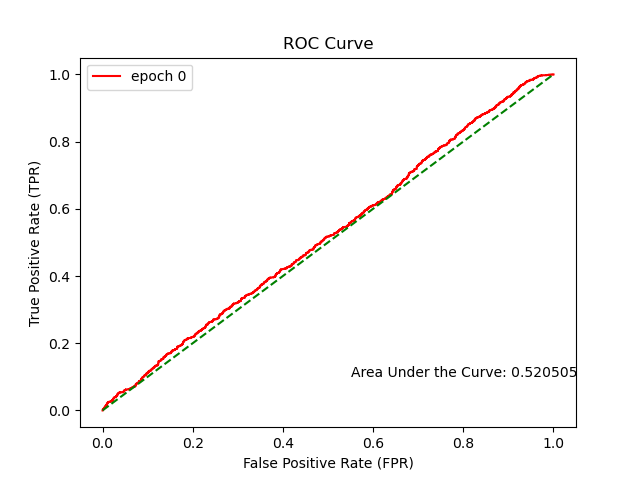 ROC Curve
epoch 0
True Positive Rate (TPR)
1.0
0.8
0.6
0.4
0.2
0.0
Area Under the Curve: 0.520505
0.0 0.2 0.4 0.6 0.8 1.0
False Positive Rate (FPR)